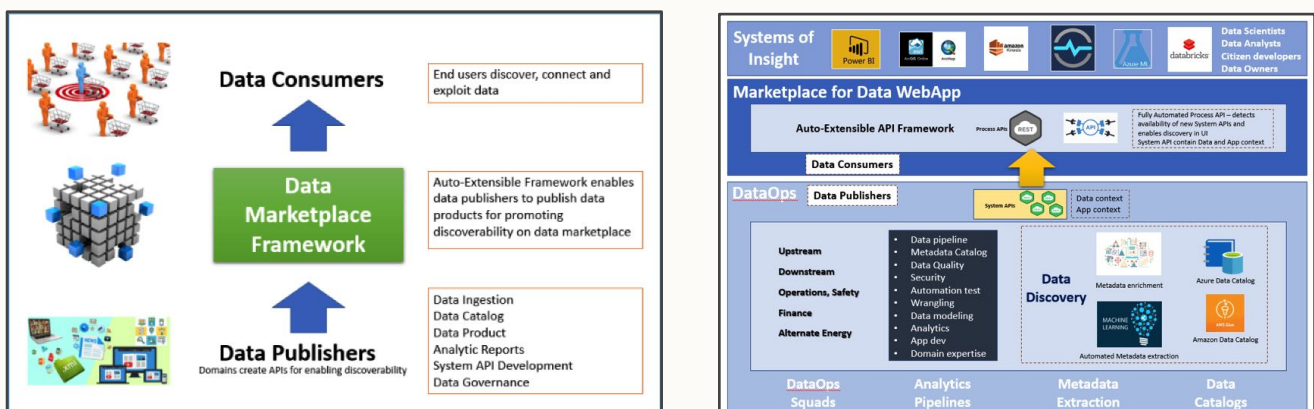 Data Consumers
End users discover, connect and
exploit data
Data
Marketplace
Framework
Auto-Extensible Framework enables
data publishers to publish data
products for promoting
discoverability on data marketplace
Data Publishers
Domains create APIs for enabling discoverability
Data Ingestion
Data Catalog
Data Product
Analytic Reports
System API Development
Data Governance
NEWS
Systems of
Insight
Power BI
ArcGIS Online
ArcMap
amazon
Kinesis
Azure ML
databricks
Data Scientists
Data Analysts
Citizen developers
Data Owners
Marketplace for Data WebApp
Auto-Extensible API Framework
Process APIs
REST
API
Fully Automated Process API – detects
availability of new System APIs and
enables discovery in UI
System API contain Data and App context
Data Consumers
DataOps
Data Publishers
System APIs
Data context
App context
Upstream
Downstream
Operations, Safety
Finance
Alternate Energy
• Data pipeline
• Metadata Catalog
• Data Quality
• Security
• Automation test
• Wrangling
• Data modeling
• Analytics
• App dev
• Domain expertise
Data
Discovery
Metadata enrichment
MACHINE
LEARNING
Automated Metadata extraction
Azure Data Catalog
AWS Glue
Amazon Data Catalog
DataOps
Squads
Analytics
Pipelines
Metadata
Extraction
Data
Catalogs